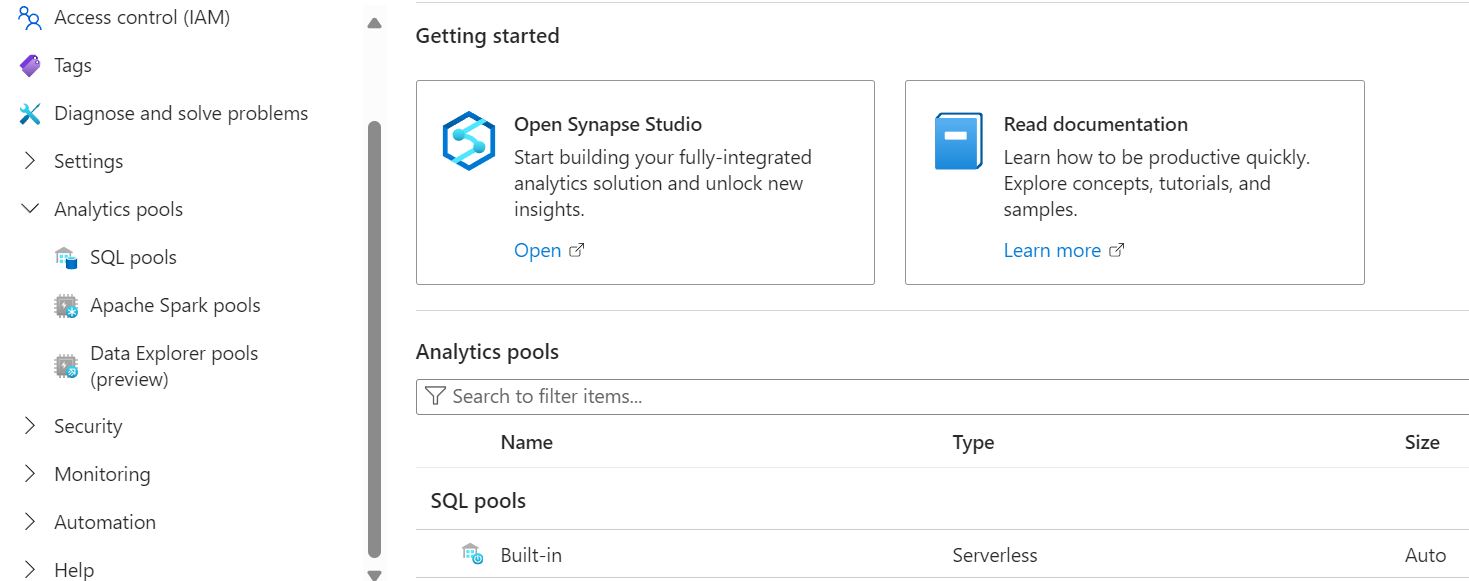 Access control (IAM)
Tags
Diagnose and solve problems
Settings
Analytics pools
SQL pools
Apache Spark pools
Data Explorer pools
(preview)
Security
Monitoring
Automation
Help
Getting started
Open Synapse Studio
Start building your fully-integrated
analytics solution and unlock new
insights.
Open
Read documentation
Learn how to be productive quickly.
Explore concepts, tutorials, and
samples.
Learn more
Analytics pools
Search to filter items...
Name Type Size
SQL pools
Built-in Serverless Auto